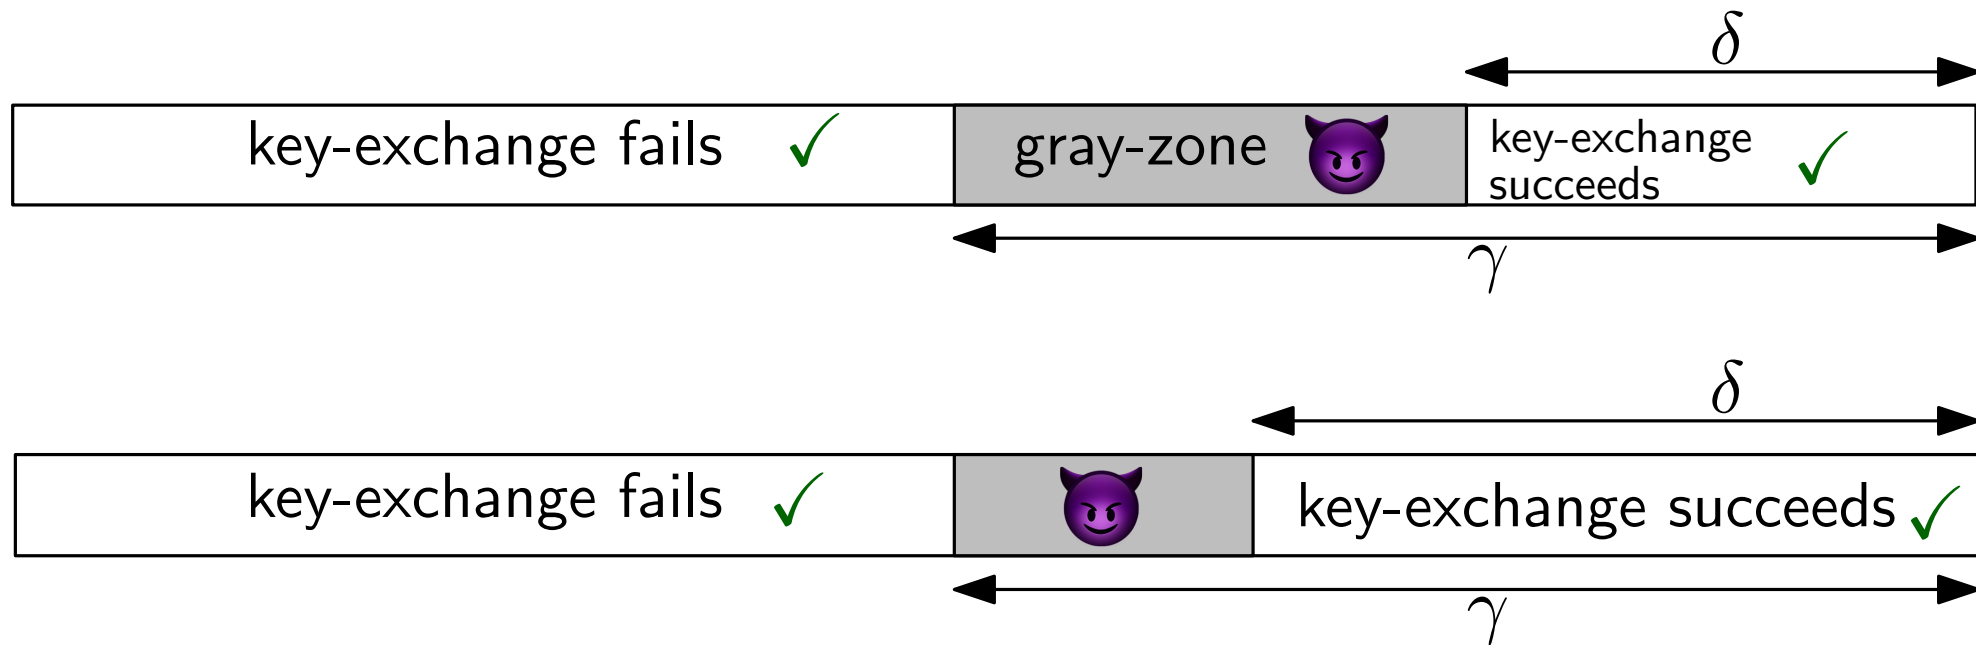 δ
key-exchange fails ✓
gray-zone 😈
key-exchange
succeeds ✓
γ
δ
key-exchange fails ✓
😈
key-exchange succeeds ✓
γ